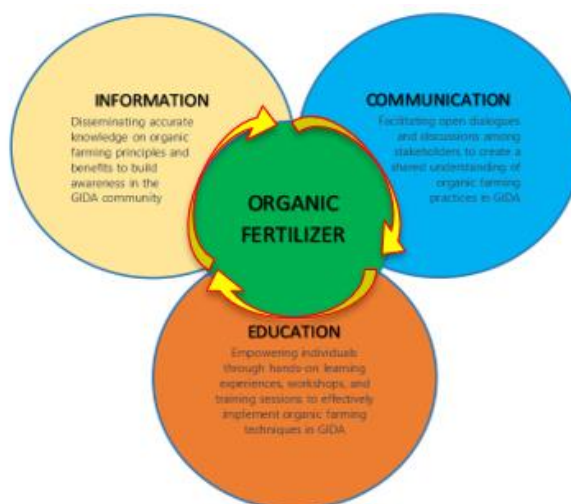 INFORMATION
Disseminating accurate
knowledge on organic
farming principles and
benefits to build
awareness in the
GIDA community
COMMUNICATION
Facilitating open dialogues
and discussions among
stakeholders to create a
shared understanding of
organic farming
practices in GIDA
ORGANIC
FERTILIZER
EDUCATION
Empowering individuals
through hands-on learning
experiences, workshops, and
training sessions to effectively
implement organic farming
techniques in GIDA